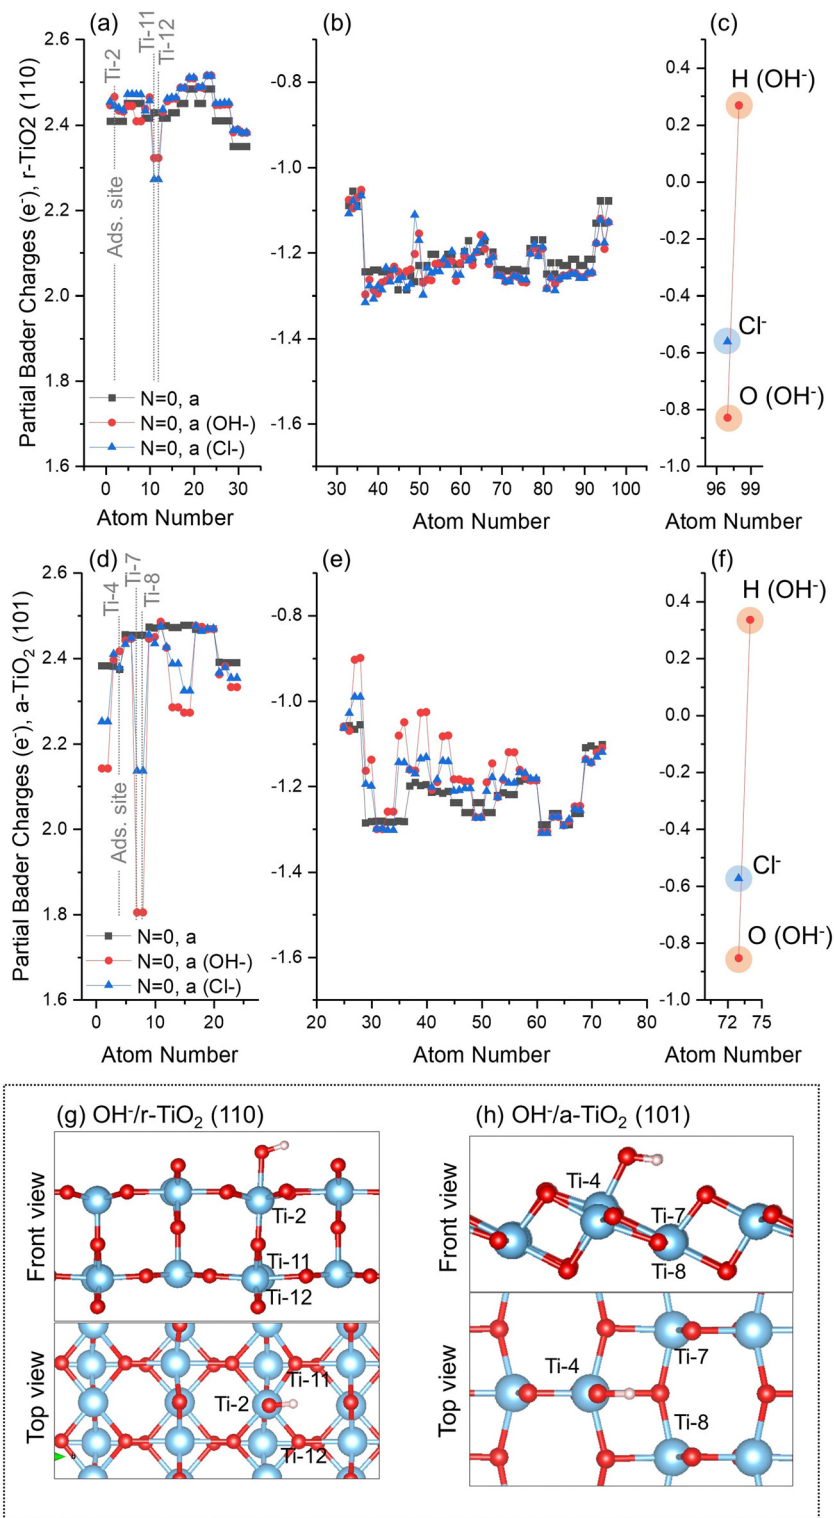 (a)
(b)
(c)
Partial Bader Charges (e-), r-TiO2 (110)
2.6
2.4
2.2
2.0
1.8
1.6
Ti-2
Ti-11
Ti-12
Ads. site
N=0, a
N=0, a (OH-)
N=0, a (Cl-)
0 10 20 30
Atom Number
-0.8
-1.0
-1.2
-1.4
-1.6
30 40 50 60 70 80 90 100
Atom Number
0.4
0.2
0.0
-0.2
-0.4
-0.6
-0.8
-1.0
H (OH-)
Cl-
O (OH-)
96 99
Atom Number
(d)
(e)
(f)
Partial Bader Charges (e-), a-TiO2 (101)
2.6
2.4
2.2
2.0
1.8
1.6
Ti-4
Ti-7
Ti-8
Ads. site
N=0, a
N=0, a (OH-)
N=0, a (Cl-)
0 10 20
Atom Number
-0.8
-1.0
-1.2
-1.4
-1.6
20 30 40 50 60 70 80
Atom Number
0.4
0.2
0.0
-0.2
-0.4
-0.6
-0.8
-1.0
H (OH-)
Cl-
O (OH-)
72 75
Atom Number
(g) OH-/r-TiO2 (110)
Front view
Ti-2
Ti-11
Ti-12
Top view
Ti-11
Ti-2
Ti-12
(h) OH-/a-TiO2 (101)
Front view
Ti-4
Ti-7
Ti-8
Top view
Ti-4
Ti-7
Ti-8